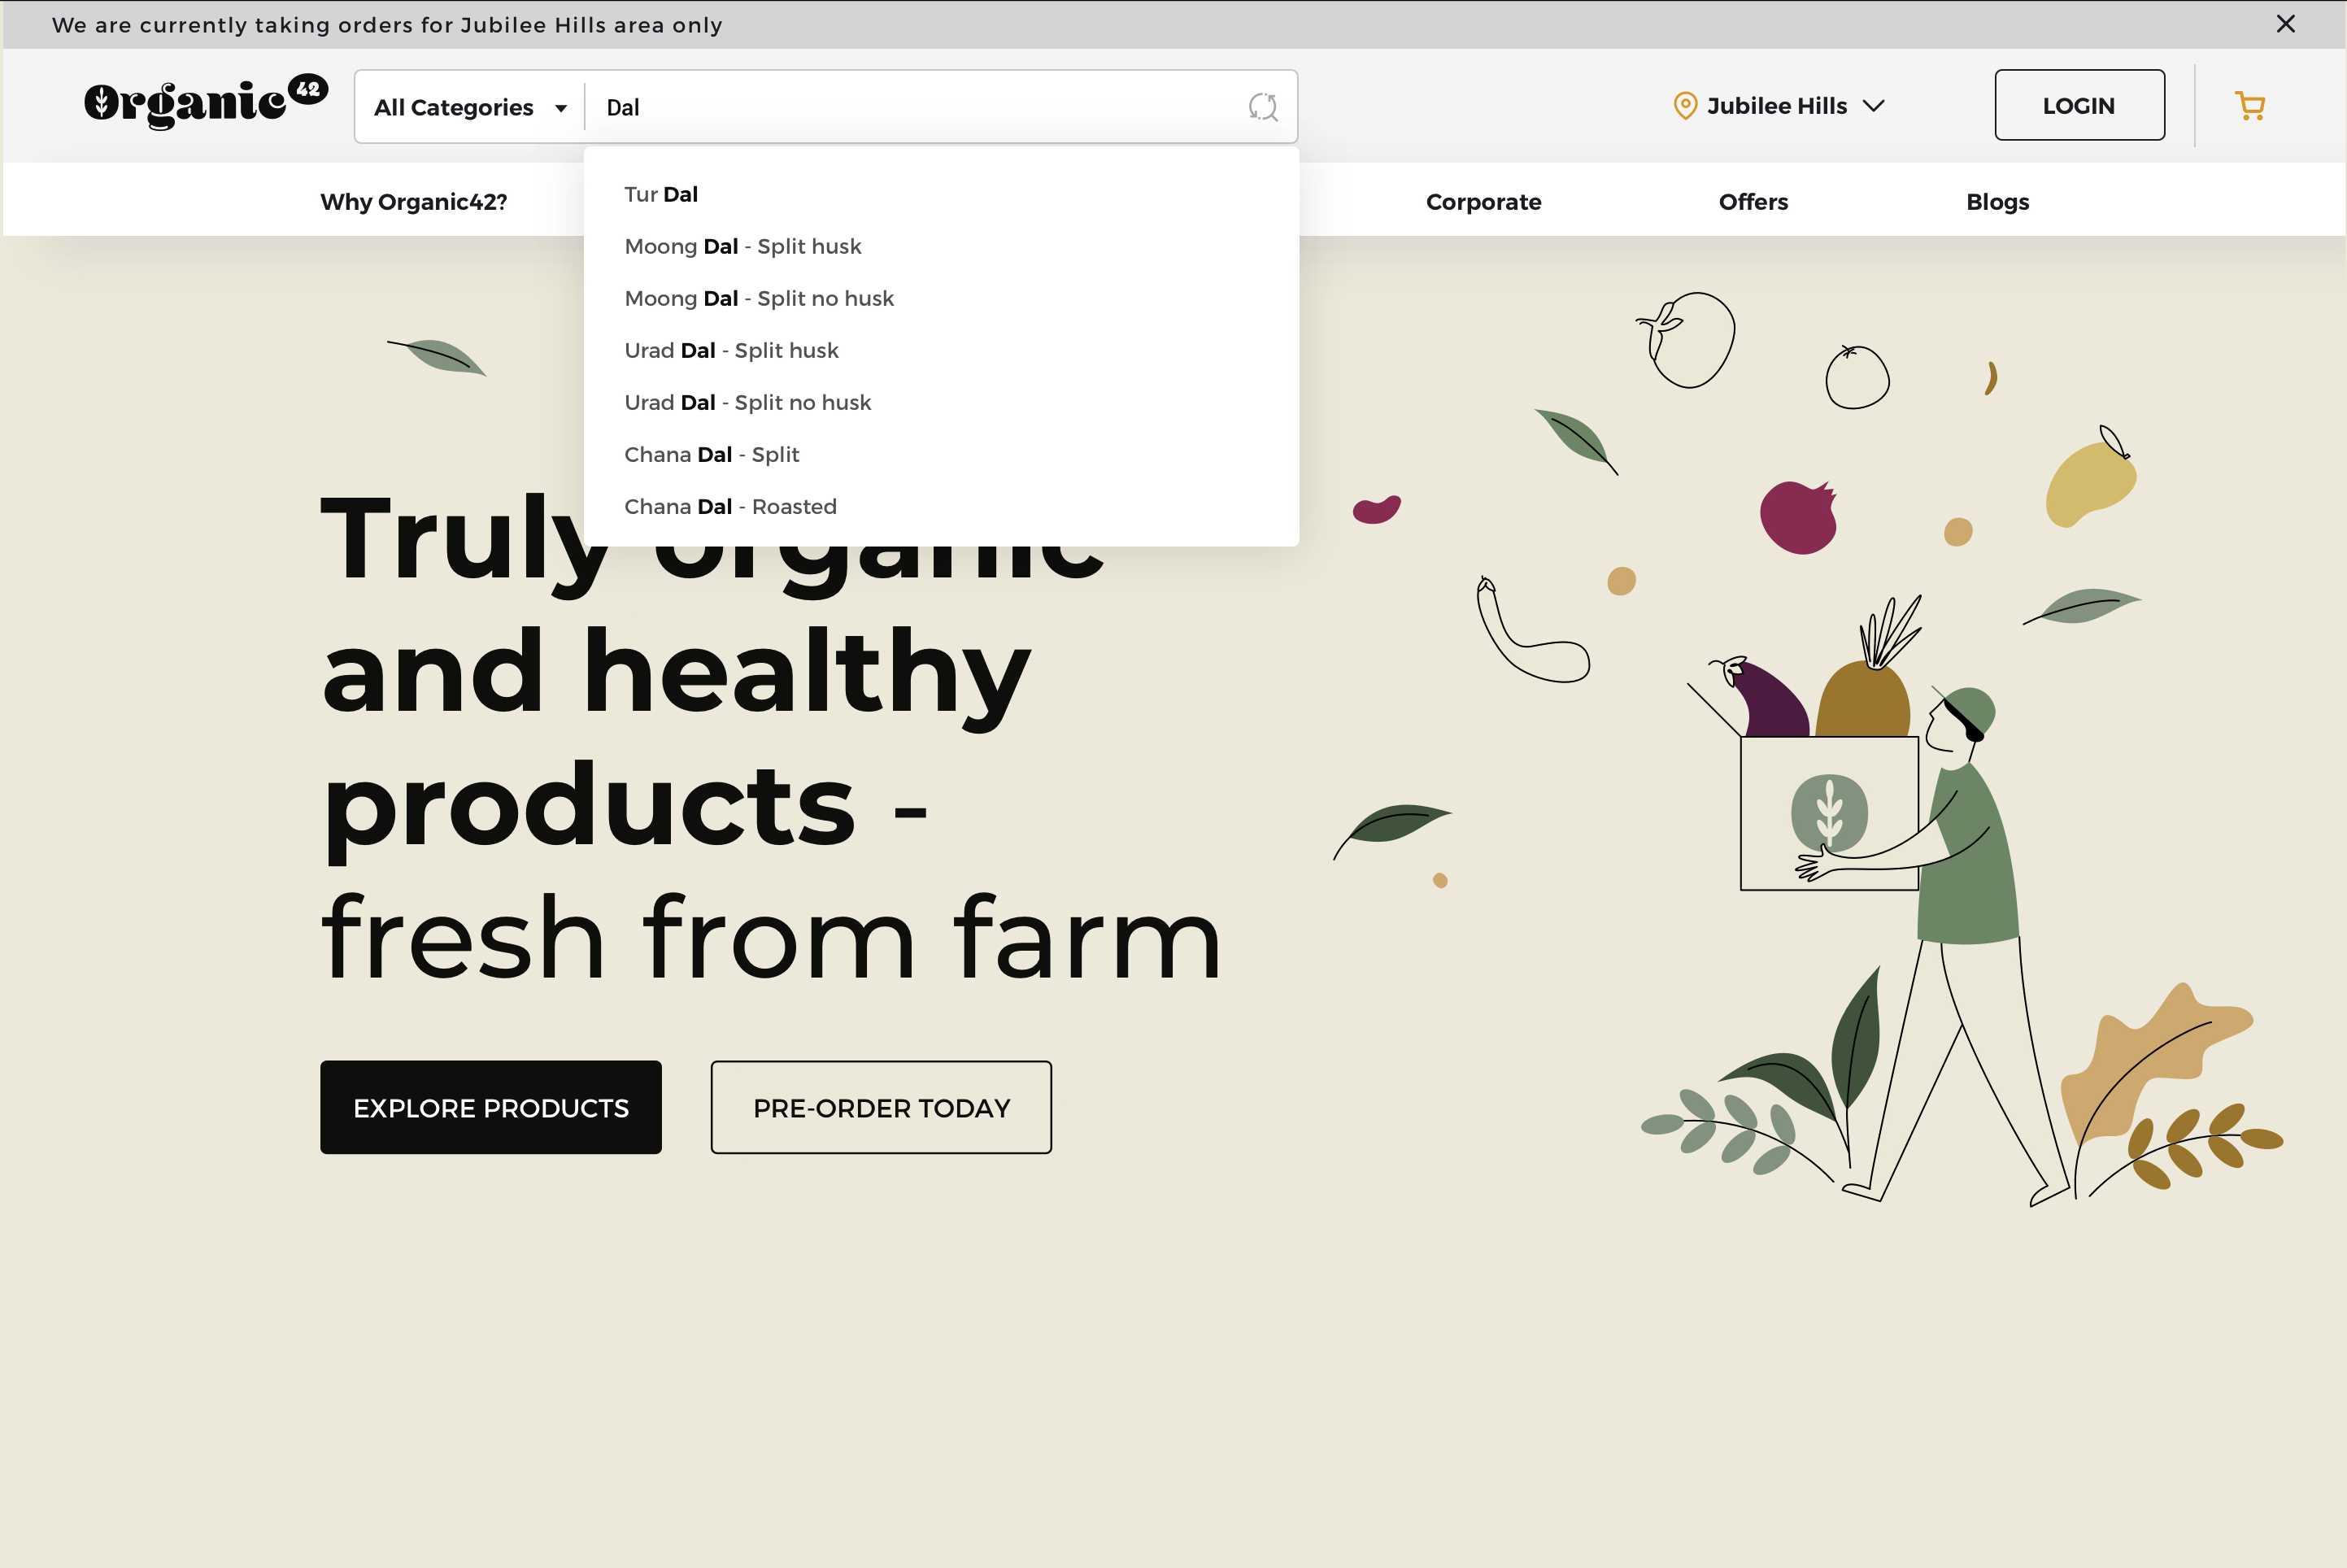 We are currently taking orders for Jubilee Hills area only
Organic 42
All Categories
Dal
Jubilee Hills
LOGIN
Why Organic42?
Corporate
Offers
Blogs
Tur Dal
Moong Dal - Split husk
Moong Dal - Split no husk
Urad Dal - Split husk
Urad Dal - Split no husk
Chana Dal - Split
Chana Dal - Roasted
Truly organic
and healthy
products -
fresh from farm
EXPLORE PRODUCTS
PRE-ORDER TODAY